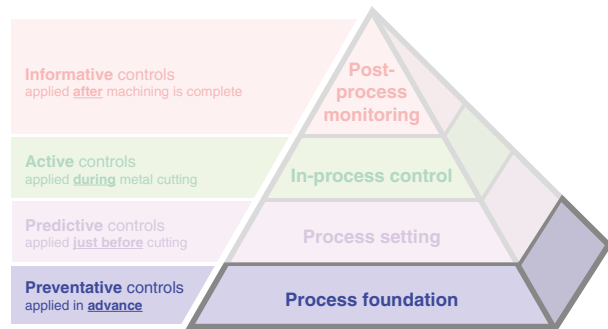 Informative controls
applied after machining is complete
Post-
process
monitoring
Active controls
applied during metal cutting
In-process control
Predictive controls
applied just before cutting
Process setting
Preventative controls
applied in advance
Process foundation